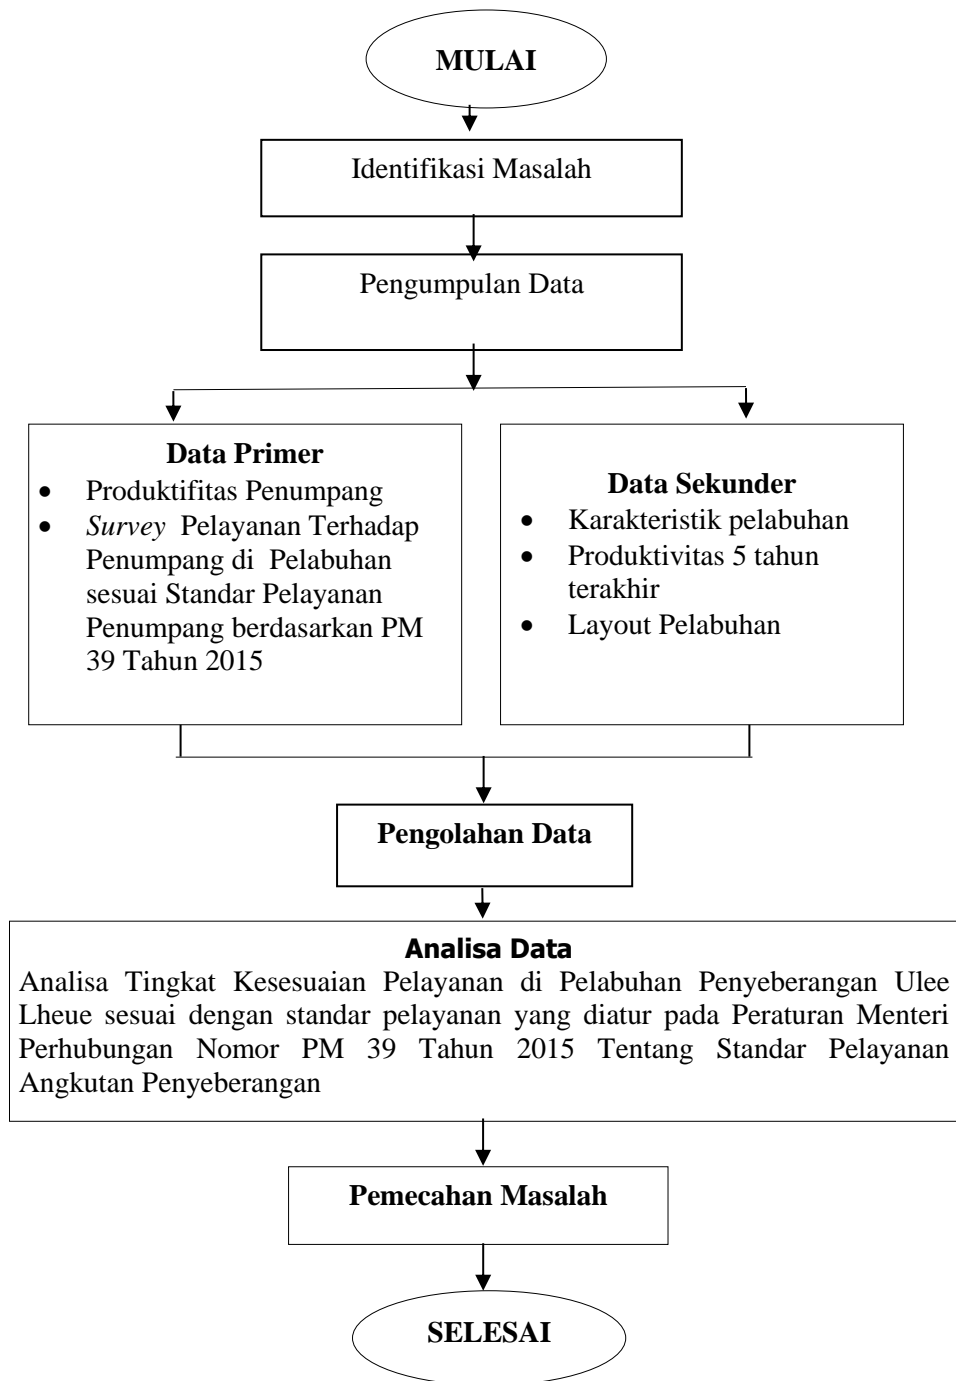 MULAI
Identifikasi Masalah
Pengumpulan Data
Data Primer
• Produktifitas Penumpang
• Survey Pelayanan Terhadap
Penumpang di Pelabuhan
sesuai Standar Pelayanan
Penumpang berdasarkan PM
39 Tahun 2015
Data Sekunder
• Karakteristik pelabuhan
• Produktivitas 5 tahun
terakhir
• Layout Pelabuhan
Pengolahan Data
Analisa Data
Analisa Tingkat Kesesuaian Pelayanan di Pelabuhan Penyeberangan Ulee
Lheue sesuai dengan standar pelayanan yang diatur pada Peraturan Menteri
Perhubungan Nomor PM 39 Tahun 2015 Tentang Standar Pelayanan
Angkutan Penyeberangan
Pemecahan Masalah
SELESAI